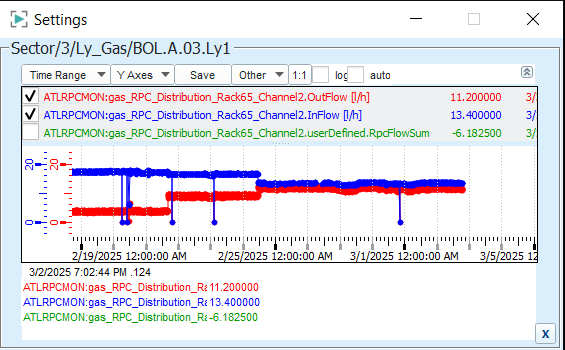 Settings
Sector/3/Ly_Gas/BOL.A.03.Ly1
Time Range Y Axes Save Other 1:1 log auto
ATLRPCMON:gas_RPC_Distribution_Rack65_Channel2.OutFlow [l/h] 11.200000 3/
ATLRPCMON:gas_RPC_Distribution_Rack65_Channel2.InFlow [l/h] 13.400000 3/
ATLRPCMON:gas_RPC_Distribution_Rack65_Channel2.userDefined.RpcFlowSum -6.182500 3/
20 20
0 0
2/19/2025 12:00:00 AM 2/25/2025 12:00:00 AM 3/1/2025 12:00:00 AM 3/5/2025 12
3/2/2025 7:02:44 PM .124
ATLRPCMON:gas_RPC_Distribution_Ra 11.200000
ATLRPCMON:gas_RPC_Distribution_Ra 13.400000
ATLRPCMON:gas_RPC_Distribution_Ra -6.182500
X